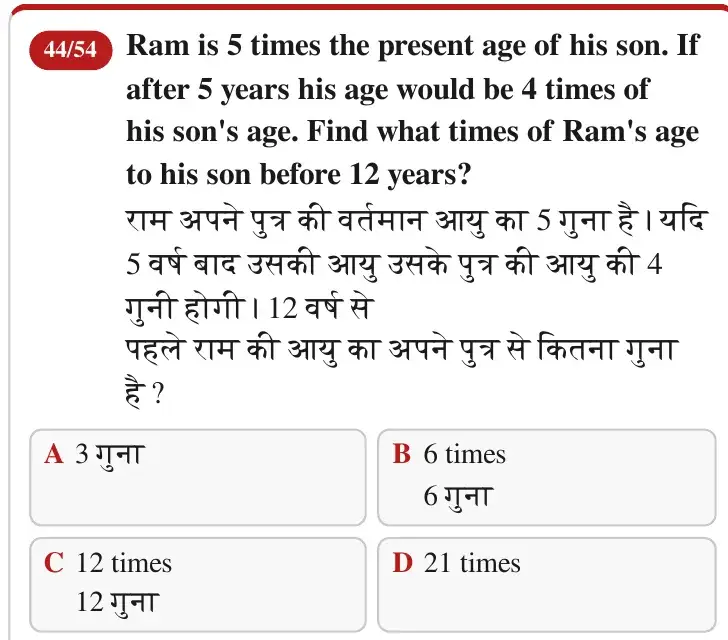 44/54 Ram is 5 times the present age of his son. If
after 5 years his age would be 4 times of
his son's age. Find what times of Ram's age
to his son before 12 years?
राम अपने पुत्र की वर्तमान आयु का 5 गुना है। यदि
5 वर्ष बाद उसकी आयु उसके पुत्र की आयु की 4
गुनी होगी। 12 वर्ष से
पहले राम की आयु का अपने पुत्र से कितना गुना
है ?
A 3 गुना
B 6 times
6 गुना
C 12 times
12 गुना
D 21 times